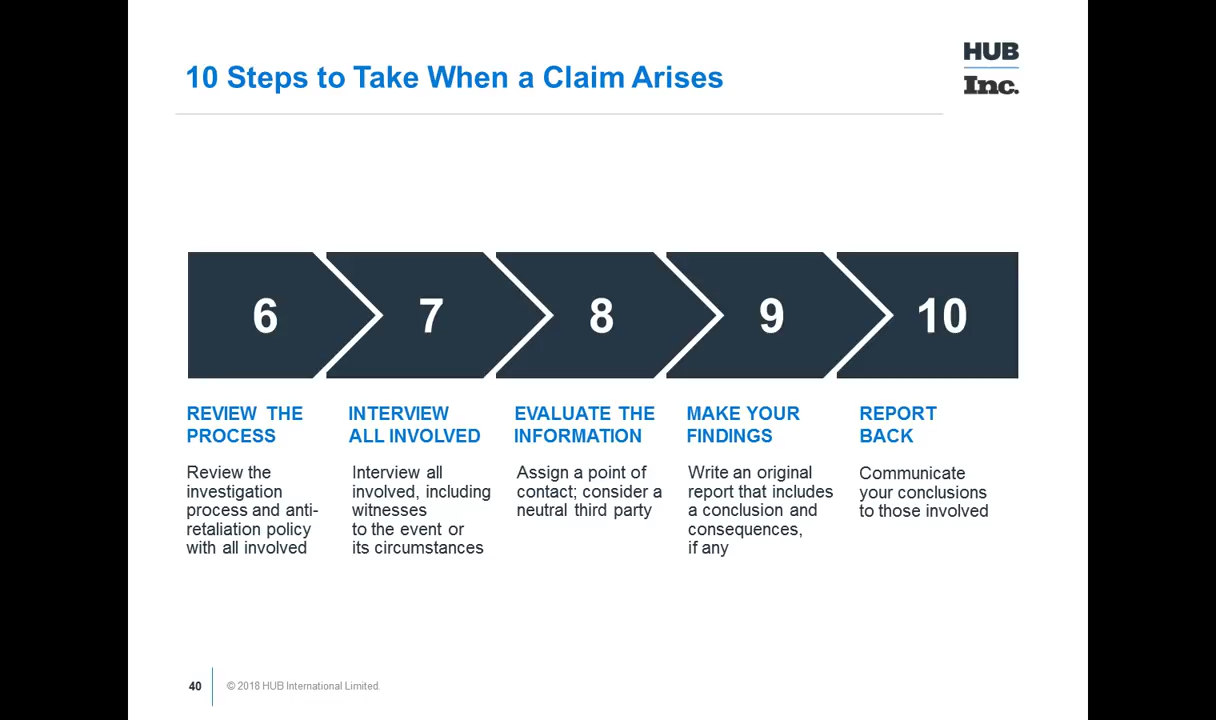 10 Steps to Take When a Claim Arises
HUB
Inc.
6
7
8
9
10
REVIEW THE
PROCESS
Review the
investigation
process and anti-
retaliation policy
with all involved
INTERVIEW
ALL INVOLVED
Interview all
involved, including
witnesses
to the event or
its circumstances
EVALUATE THE
INFORMATION
Assign a point of
contact; consider a
neutral third party
MAKE YOUR
FINDINGS
Write an original
report that includes
a conclusion and
consequences,
if any
REPORT
BACK
Communicate
your conclusions
to those involved
40
© 2018 HUB International Limited.